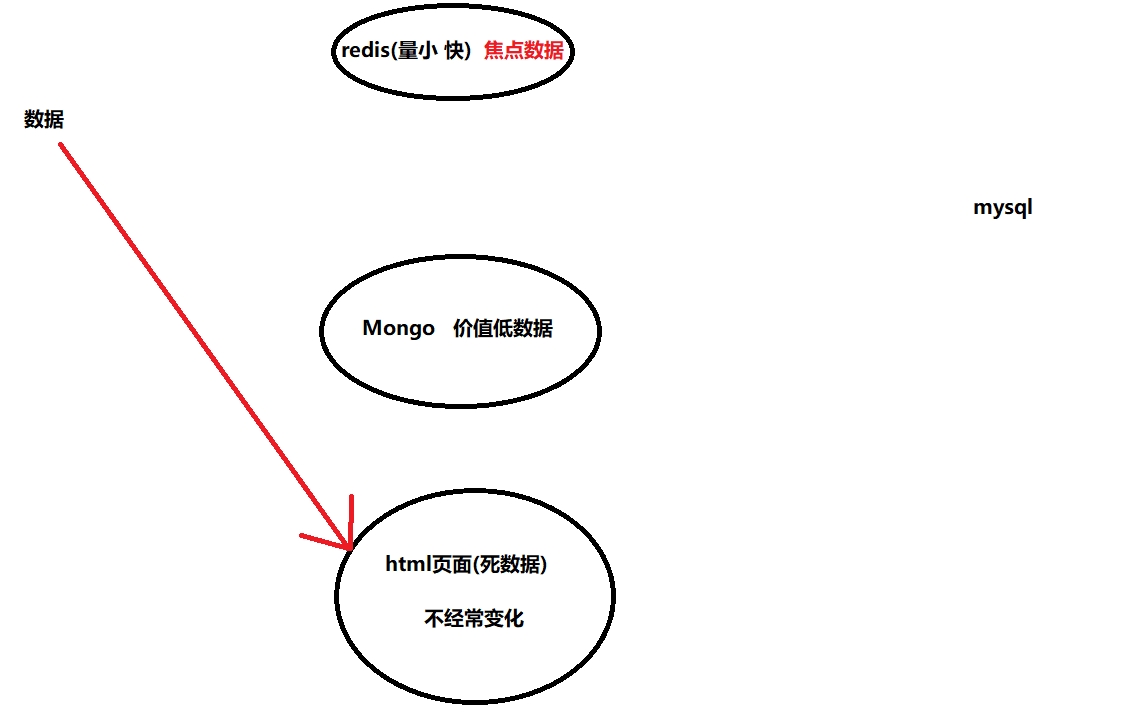 redis(量小 快) 焦点数据
数据
mysql
Mongo 价值低数据
html页面(死数据)
不经常变化